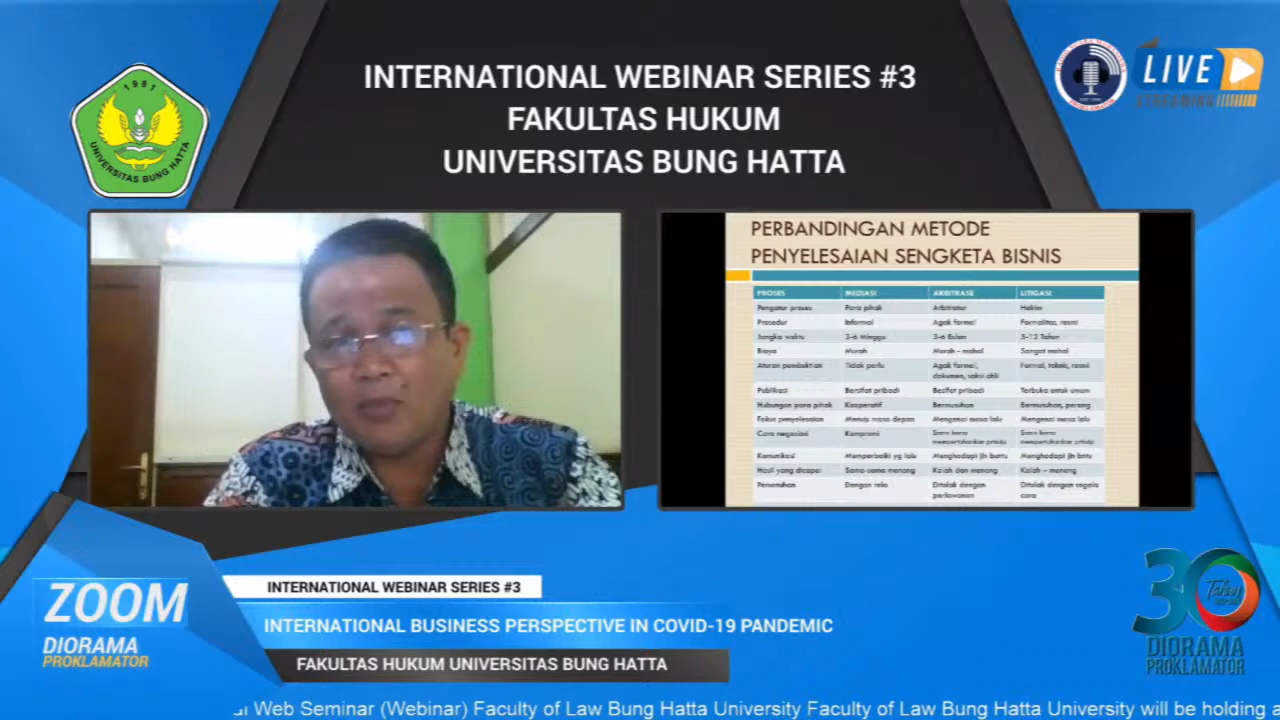 INTERNATIONAL WEBINAR SERIES #3
FAKULTAS HUKUM
UNIVERSITAS BUNG HATTA
1981
UNIVERSITAS BUNG HATTA
LIVE
STREAMING
PERBANDINGAN METODE
PENYELESAIAN SENGKETA BISNIS
PROSES MEDIASI ARBITRASE LITIGASI
Pengatur proses Para pihak Arbitrator Hakim
Prosedur Informal Agak formal Formalitas, resmi
Jangka waktu 3-6 Minggu 3-6 Bulan 5-12 Tahun
Biaya Murah Murah – mahal Sangat mahal
Aturan pembuktian Tidak perlu Agak formal, dokumen, saksi ahli Formal, teknis, resmi
Publikasi Bersifat pribadi pribadi Terbuka untuk umum
Hubungan para pihak Kooperatif Bermusuhan Bermusuhan, perang
Fokus penyelesaian Menuju masa depan Mengenai masa lalu Mengenai masa lalu
Cara negosiasi Kompromi
Komunikasi Memperbaiki yg lalu Menghadapi jln buntu Menghadapi jln
Hasil yang dicapai Sama-sama menang Kalah dan menang Kalah – menang
Pemenuhan Dengan rela Ditolak dengan perlawanan Ditolak dengan segala cara
ZOOM
DIORAMA
PROKLAMATOR
INTERNATIONAL WEBINAR SERIES #3
INTERNATIONAL BUSINESS PERSPECTIVE IN COVID-19 PANDEMIC
FAKULTAS HUKUM UNIVERSITAS BUNG HATTA
30 Tahun
DIORAMA
PROKLAMATOR
Web Seminar (Webinar) Faculty of Law Bung Hatta University Faculty of Law Bung Hatta University will be holding a